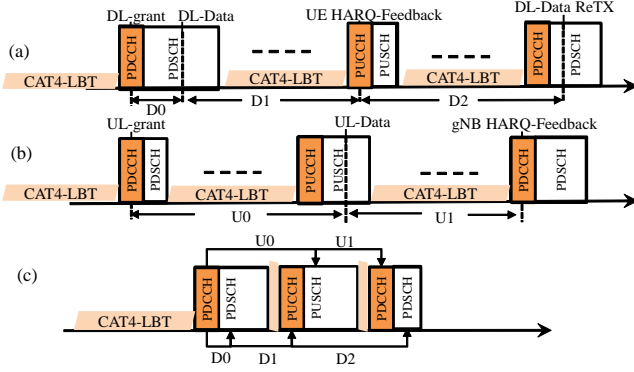 DL-grant DL-Data UE HARQ-Feedback DL-Data ReTX
(a)
PDCCH PDSCH PUCCH PUSCH PDCCH PDSCH
CAT4-LBT CAT4-LBT CAT4-LBT
D0 D1 D2
UL-grant UL-Data gNB HARQ-Feedback
(b)
PDCCH PDSCH PUCCH PUSCH PDCCH PDSCH
CAT4-LBT CAT4-LBT CAT4-LBT
U0 U1
(c)
U0 U1
PDCCH PDSCH PUCCH PUSCH PDCCH PDSCH
CAT4-LBT
D0 D1 D2